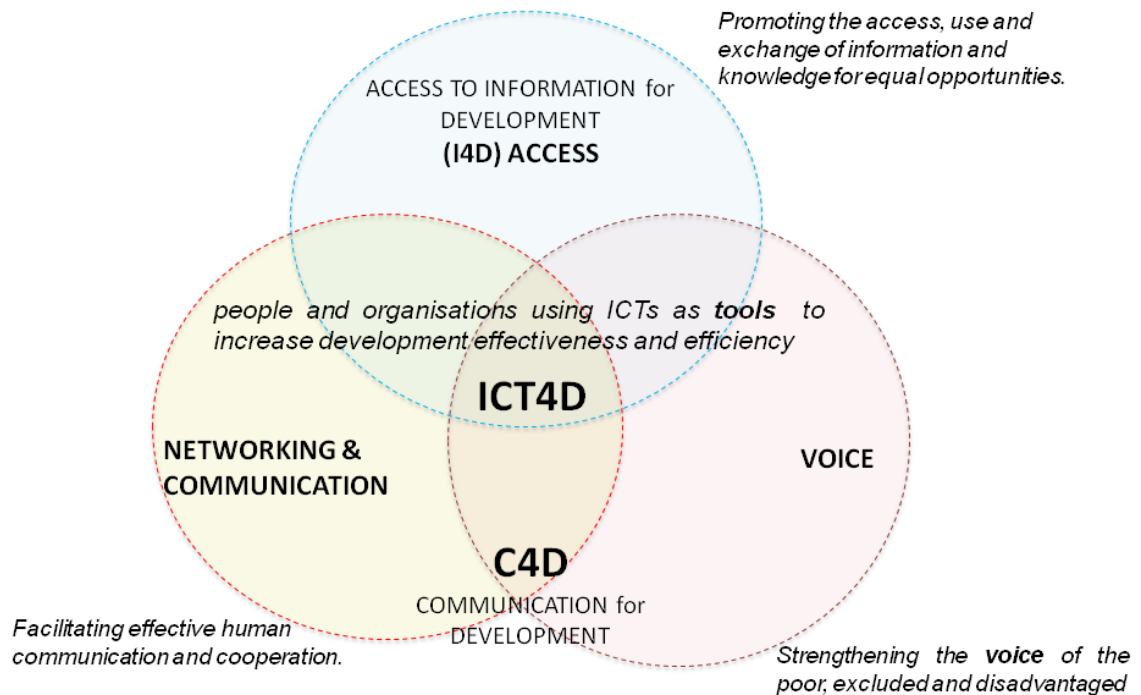 Promoting the access, use and
exchange of information and
knowledge for equal opportunities.
ACCESS TO INFORMATION for
DEVELOPMENT
(I4D) ACCESS
people and organisations using ICTs as tools to
increase development effectiveness and efficiency
ICT4D
NETWORKING &
COMMUNICATION
VOICE
C4D
COMMUNICATION for
DEVELOPMENT
Facilitating effective human
communication and cooperation.
Strengthening the voice of the
poor, excluded and disadvantaged